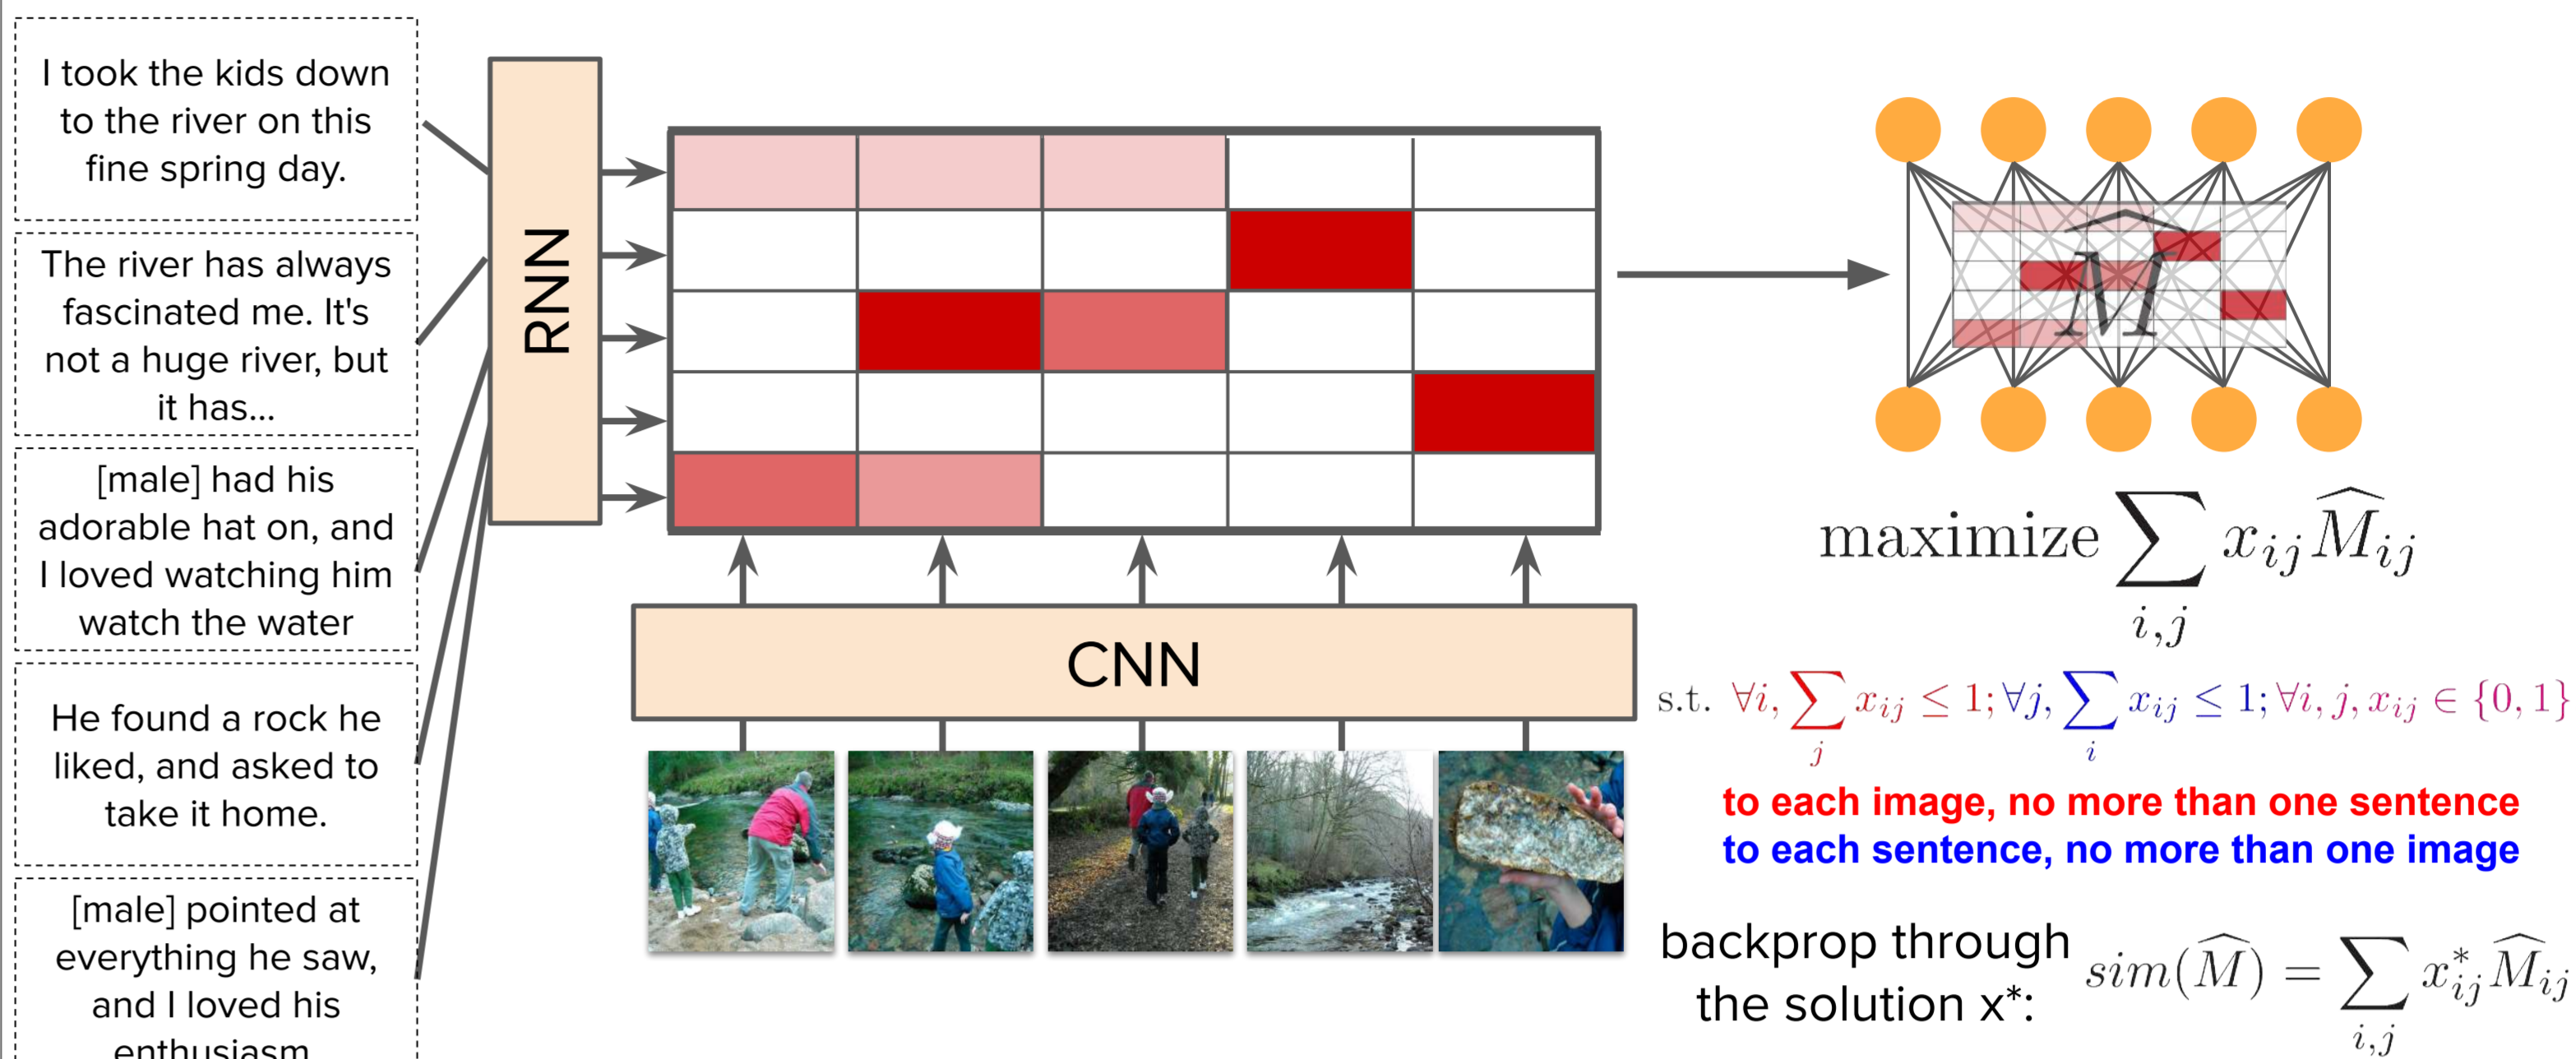 I took the kids down
to the river on this
fine spring day.
The river has always
fascinated me. It's
not a huge river, but
it has...
[male] had his
adorable hat on, and
I loved watching him
watch the water
He found a rock he
liked, and asked to
take it home.
[male] pointed at
everything he saw,
and I loved his
enthusiasm
RNN
CNN
\widehat{M}
maximize \sum_{i,j} x_{ij} \widehat{M}_{ij}
s.t. ∀i, \sum_{j} x_{ij} ≤ 1; ∀j, \sum_{i} x_{ij} ≤ 1; ∀i, j, x_{ij} ∈ {0, 1}
to each image, no more than one sentence
to each sentence, no more than one image
backprop through
the solution x*:
sim(\widehat{M}) = \sum_{i,j} x^*_{ij} \widehat{M}_{ij}